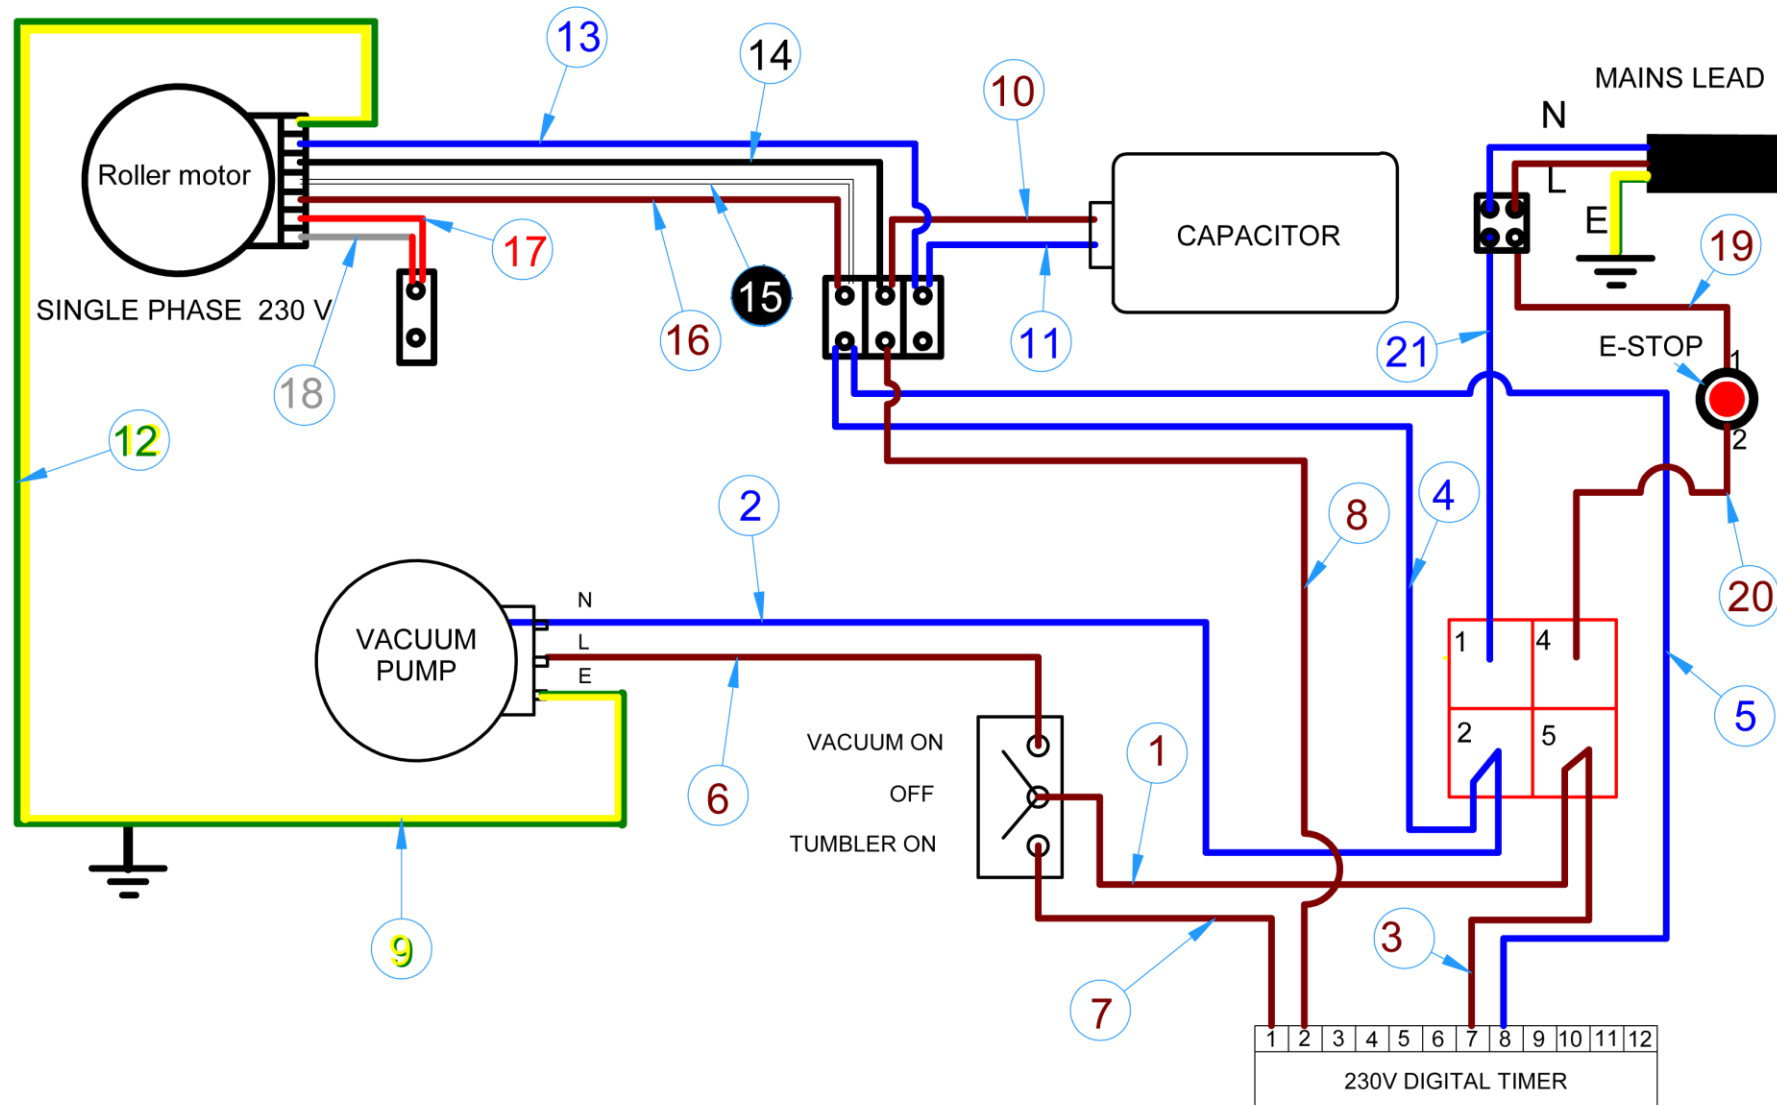 13
14
10
MAINS LEAD
N
L
E
Roller motor
CAPACITOR
17
19
15
SINGLE PHASE 230 V
16
11
21
E-STOP
1
18
2
12
2
4
8
20
N
L
E
VACUUM
PUMP
1
4
2
5
5
VACUUM ON
OFF
TUMBLER ON
1
6
9
3
7
1 2 3 4 5 6 7 8 9 10 11 12
230V DIGITAL TIMER